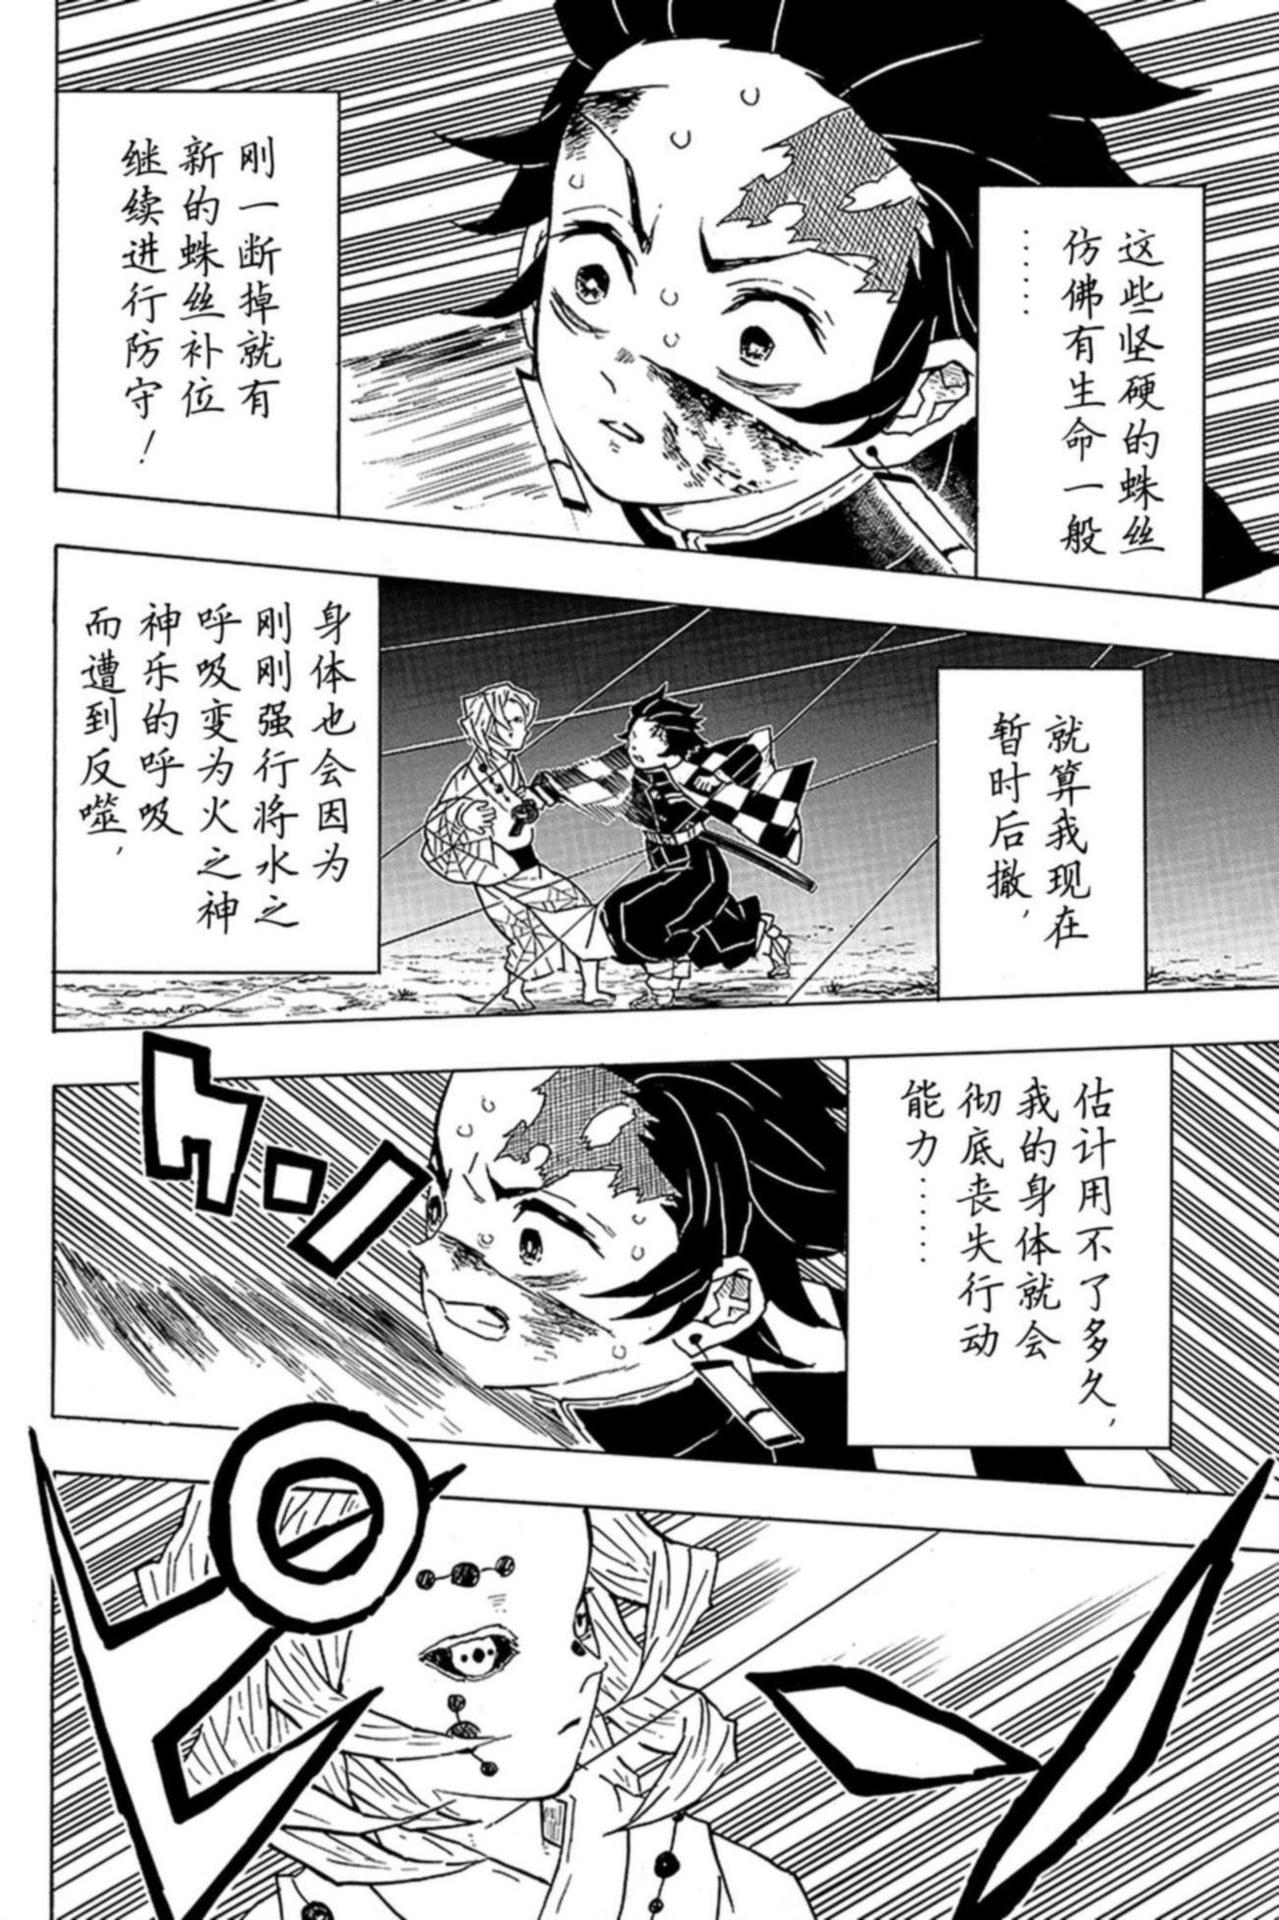 这些坚硬的蛛丝
仿佛有生命一般
……
刚一断掉就有
新的蛛丝补位
继续进行防守！
就算我现在
暂时后撤，
身体也会因为
刚刚强行将水之
呼吸变为火之神
神乐的呼吸
而遭到反噬，
估计用不了多久，
我的身体就会
彻底丧失行动
能力……
ケン
ピン